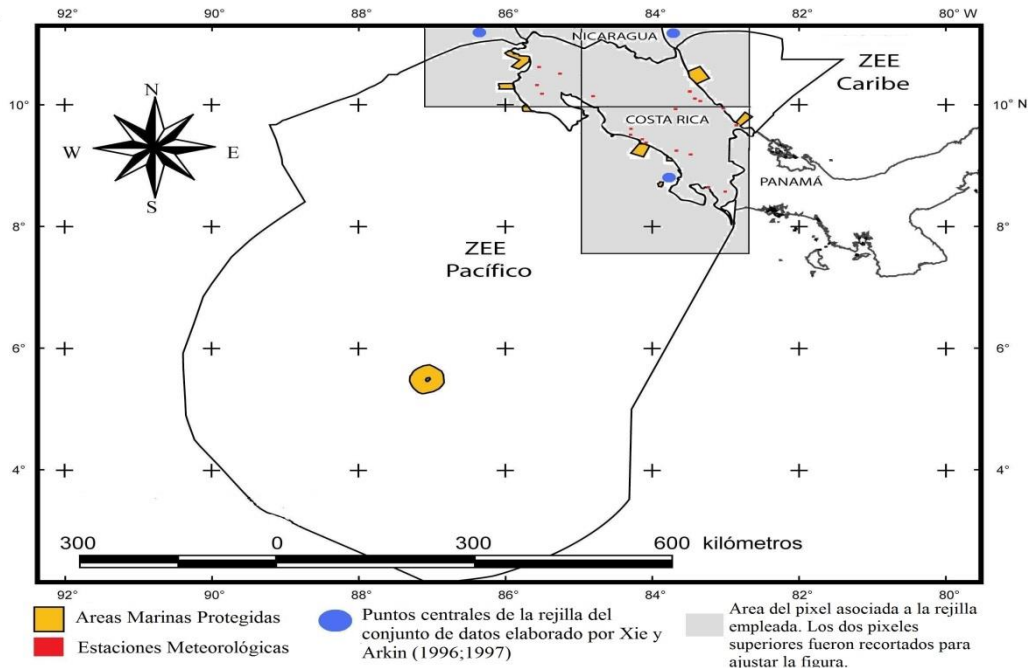 92° 90° 88° 86° 84° 82° 80° W
NICARAGUA
ZEE
Caribe
10° 10° N
N
W E
S
COSTA RICA
PANAMÁ
8° 8°
ZEE
Pacífico
6° 6°
4° 4°
300 0 300 600 kilómetros
92° 90° 88° 86° 84° 82° 80°
Areas Marinas Protegidas
Estaciones Meteorológicas
Puntos centrales de la rejilla del
conjunto de datos elaborado por Xie y
Arkin (1996;1997)
Area del pixel asociada a la rejilla
empleada. Los dos pixeles
superiores fueron recortados para
ajustar la figura.